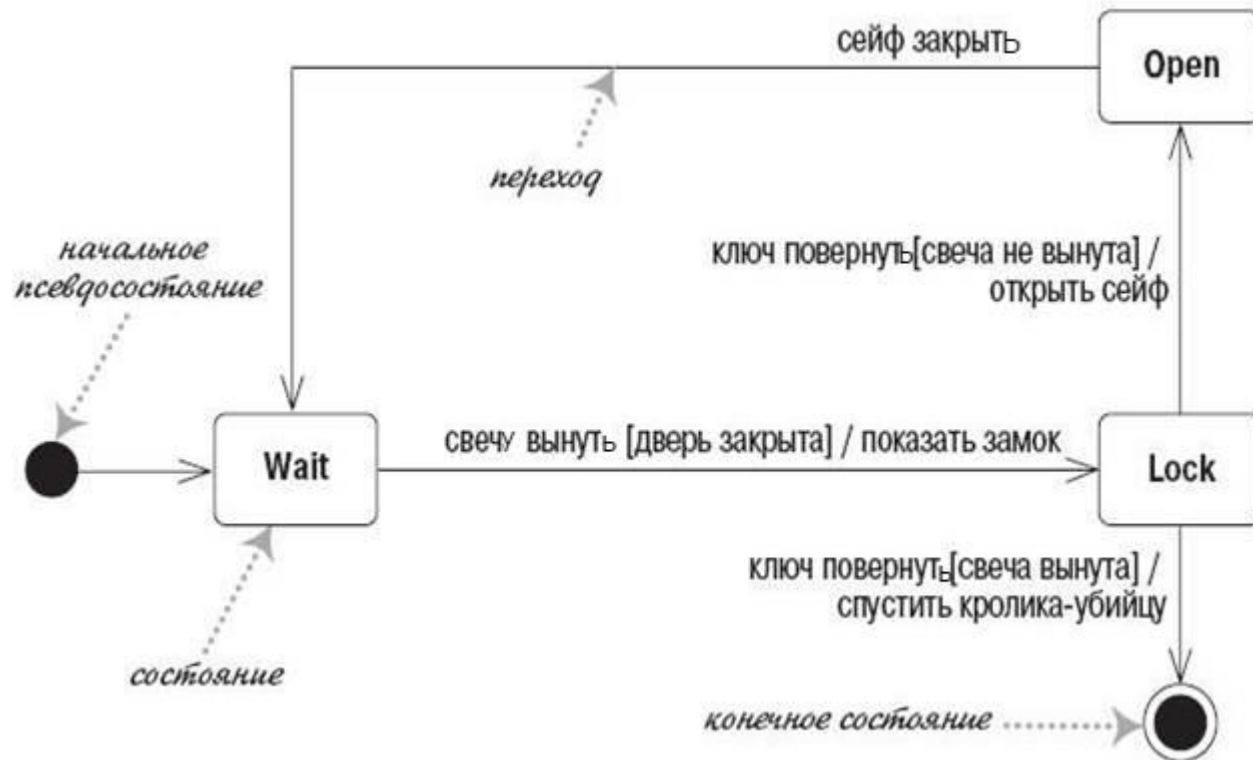 сейф закрыть
Open
переход
начальное
псевдосостояние
ключ повернуть[свеча не вынута] /
открыть сейф
Wait
свечу вынуть [дверь закрыта] / показать замок
Lock
ключ повернуть[свеча вынута] /
спустить кролика-убийцу
состояние
конечное состояние